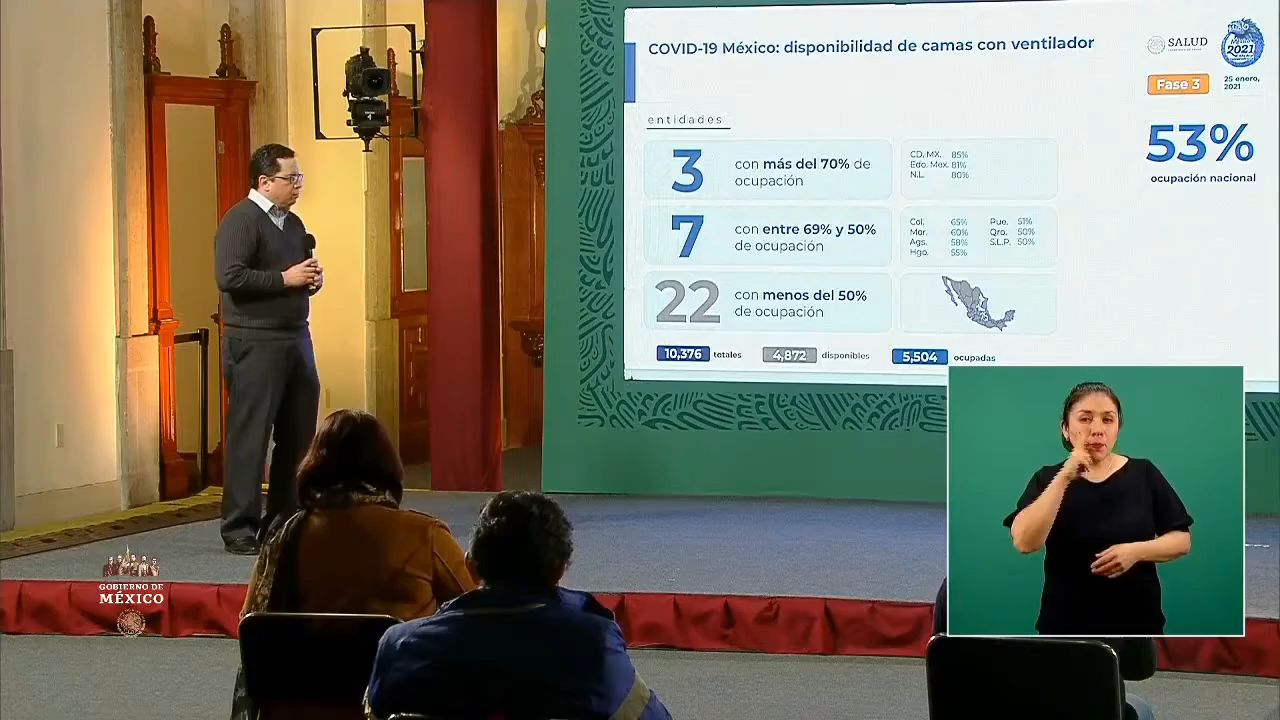 COVID-19 México: disponibilidad de camas con ventilador
SALUD
2021
Fase 3
25 enero,
2021
entidades
53%
ocupación nacional
3
con más del 70% de
ocupación
CD. MX. 85%
Edo. Mex. 81%
N.L. 80%
7
con entre 69% y 50%
de ocupación
Col. 65% Pue. 51%
Mor. 60% Qro. 50%
Ags. 58% S.L.P. 50%
Hgo. 55%
22
con menos del 50%
de ocupación
10,376 totales 4,872 disponibles 5,504 ocupadas
GOBIERNO DE
MÉXICO